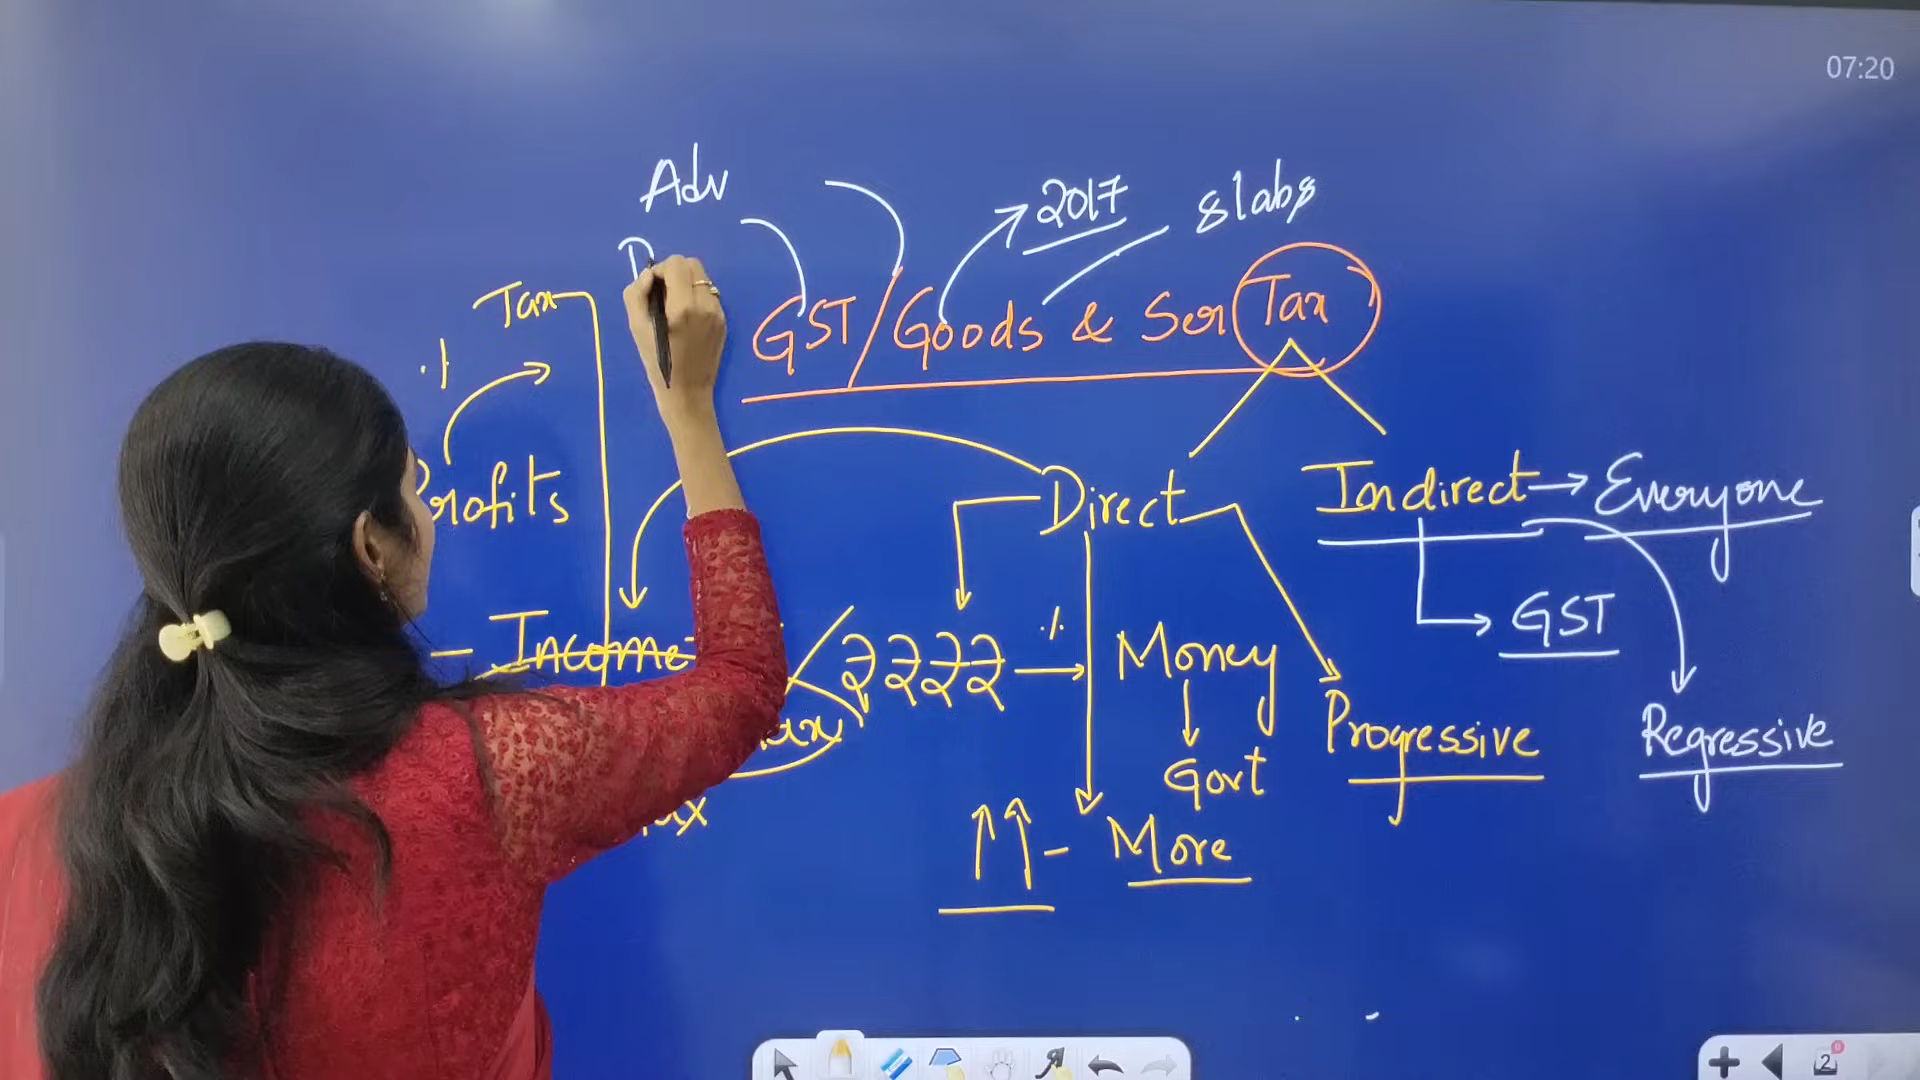 07:20
Adv
2017
slabs
D
Tax
GST/Goods & Ser Tax
%
Profits
Direct
Indirect → Everyone
GST
- Income
₹₹₹₹
%
Money
Progressive
Regressive
Govt
More
2